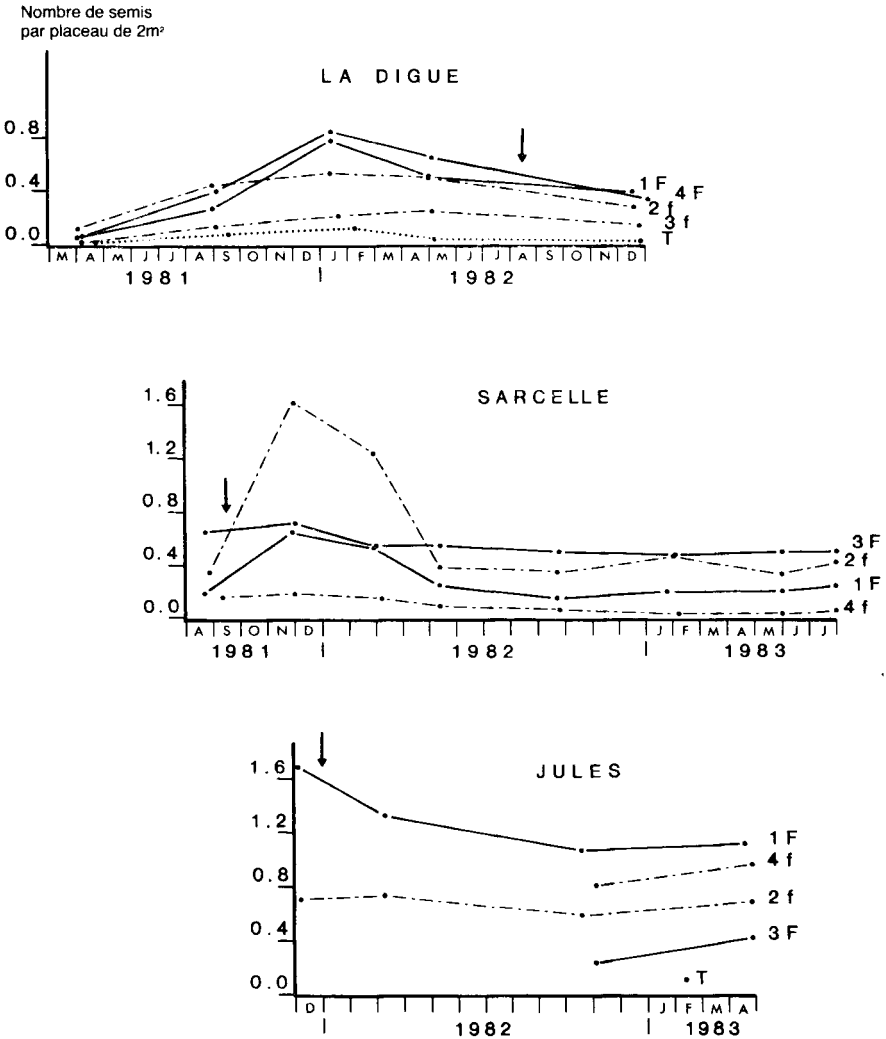 Nombre de semis
par placeau de 2m²
LA DIGUE
0.8
0.4
0.0
1 F
4 F
2 f
3 f
T
M A M J J A S O N D J F M A M J J A S O N D
1981 1982
SARCELLE
1.6
1.2
0.8
0.4
0.0
3 F
2 f
1 F
4 f
A S O N D J F M A M J J
1981 1982 1983
JULES
1.6
1.2
0.8
0.4
0.0
1 F
4 f
2 f
3 F
T
D J F M A
1982 1983